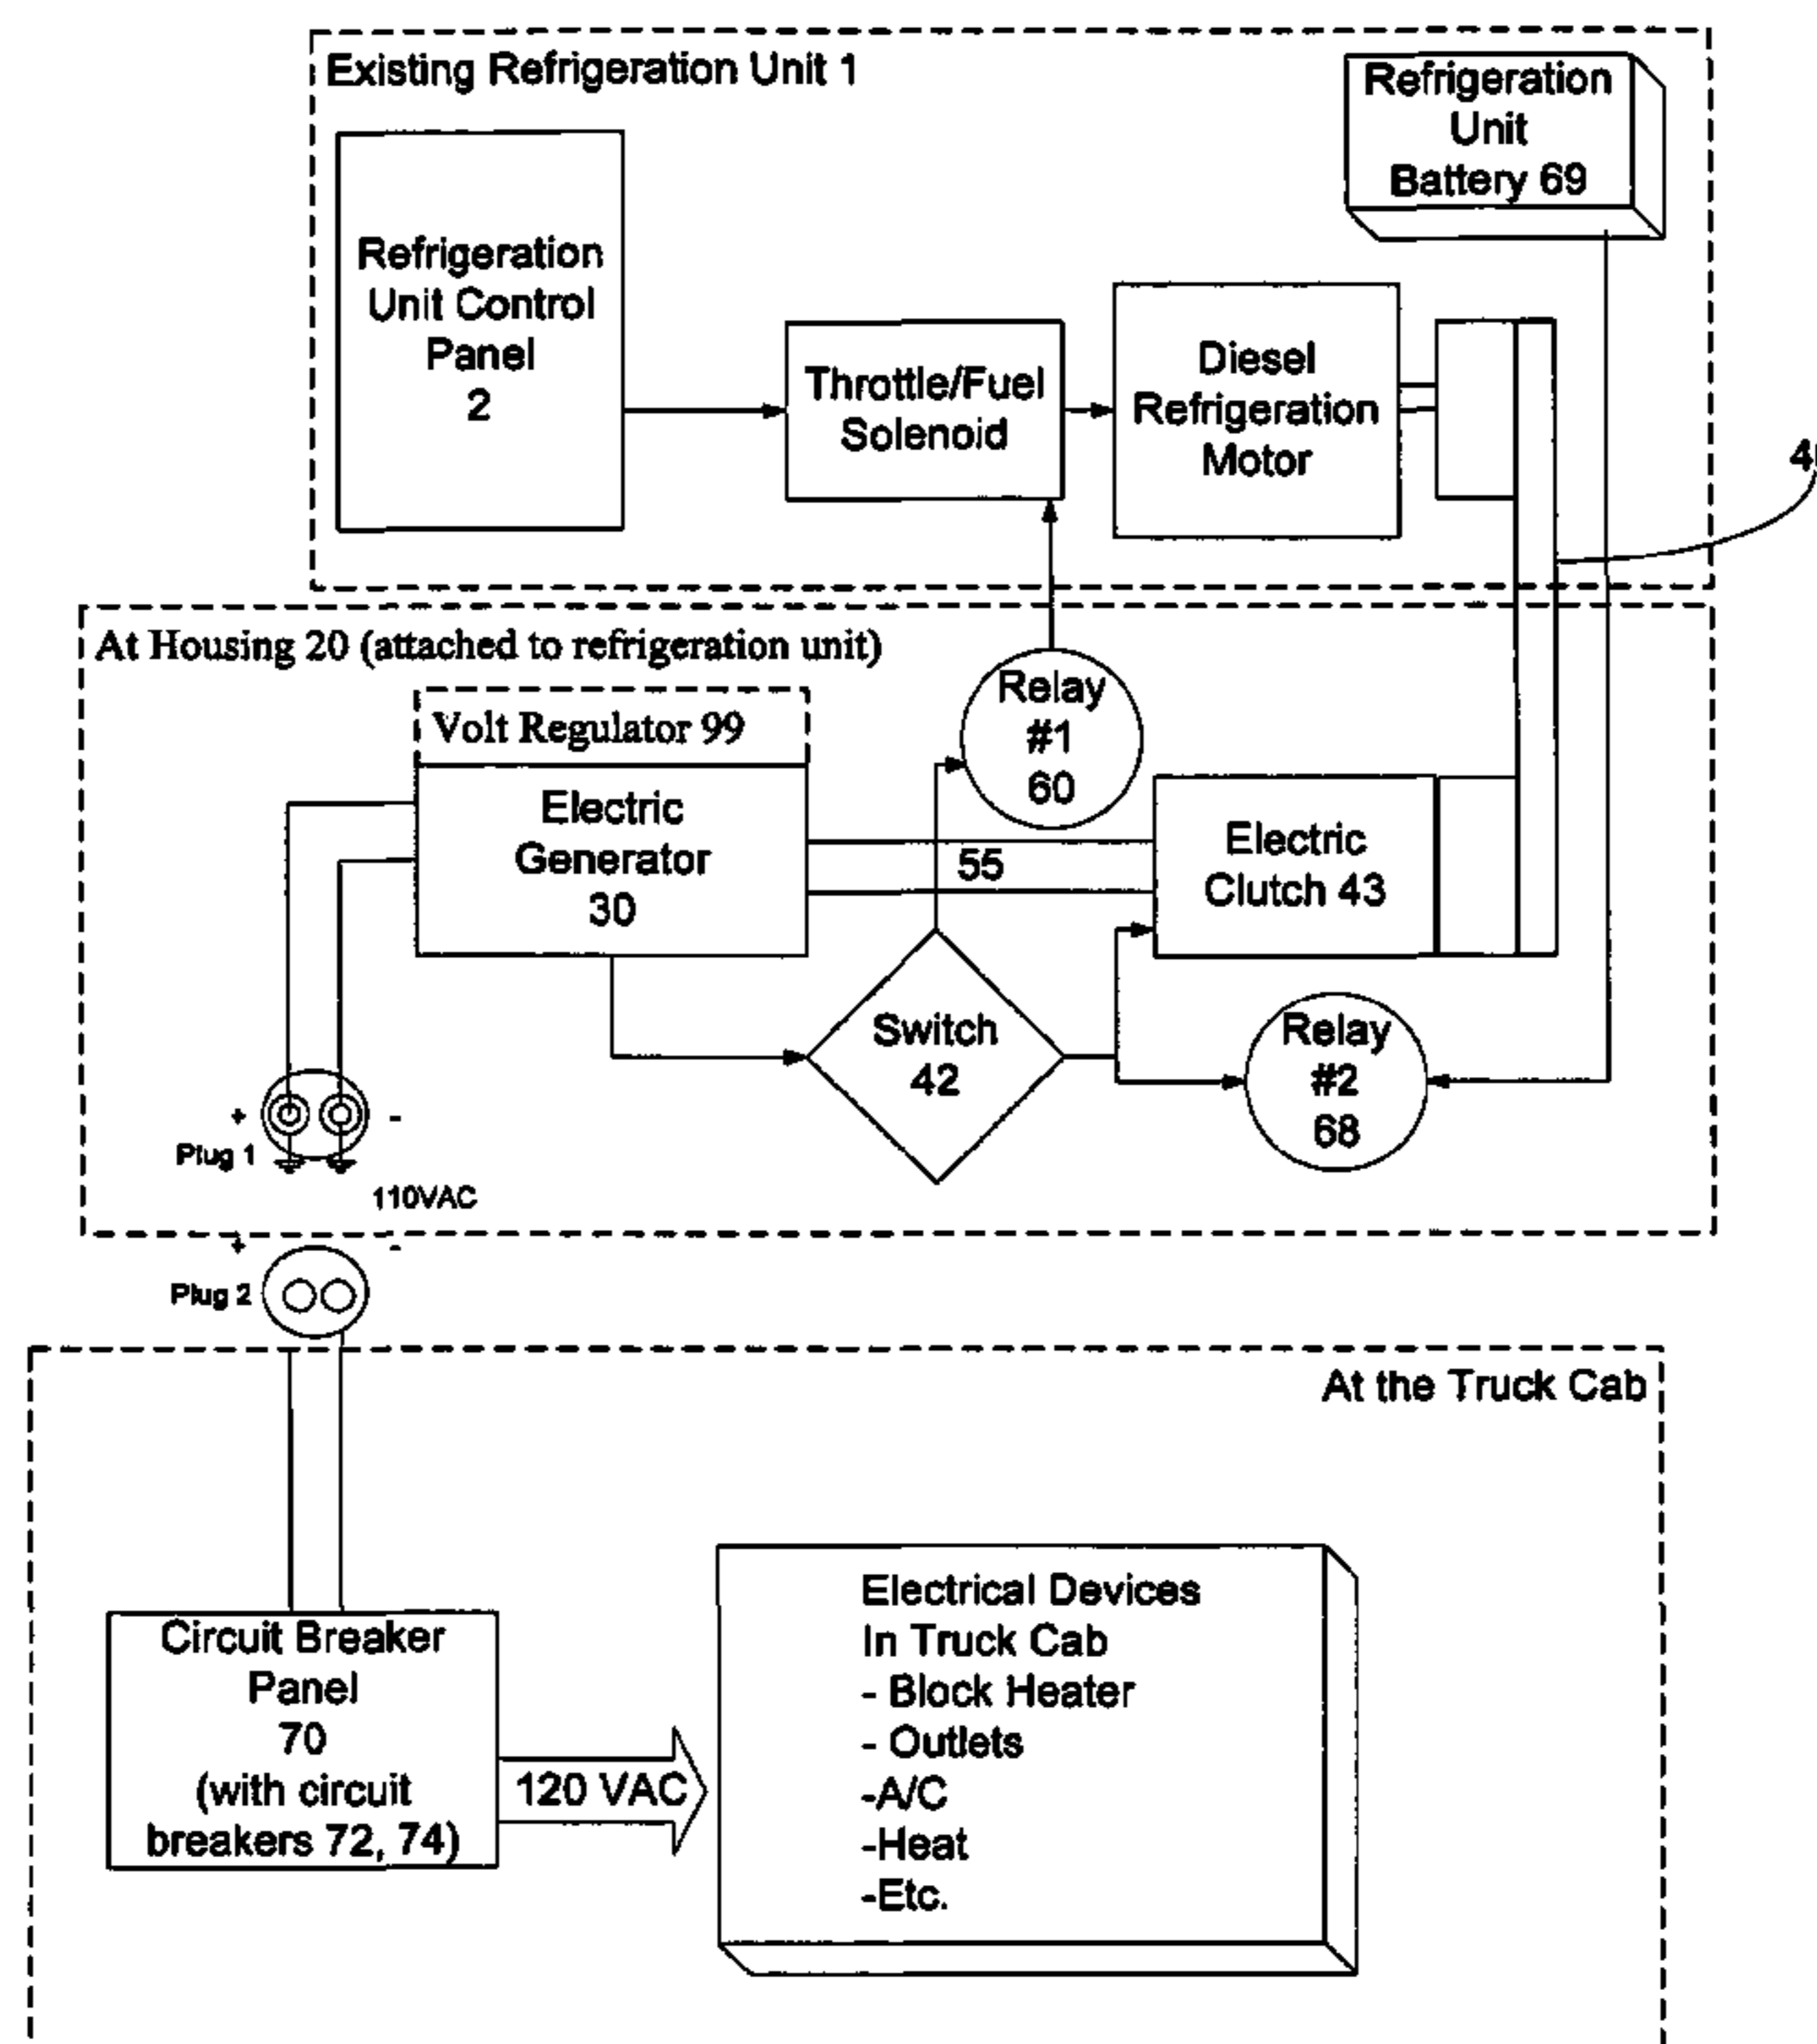 Existing Refrigeration Unit 1
Refrigeration
Unit
Battery 69
Refrigeration
Unit Control
Panel
2
Throttle/Fuel
Solenoid
Diesel
Refrigeration
Motor
At Housing 20 (attached to refrigeration unit)
Volt Regulator 99
Relay
#1
60
Electric
Generator
30
55
Electric
Clutch 43
Switch
42
Relay
#2
68
+ -
Plug 1
110VAC
+ -
Plug 2
At the Truck Cab
Circuit Breaker
Panel
70
(with circuit
breakers 72, 74)
120 VAC
Electrical Devices
In Truck Cab
- Block Heater
- Outlets
-A/C
-Heat
-Etc.